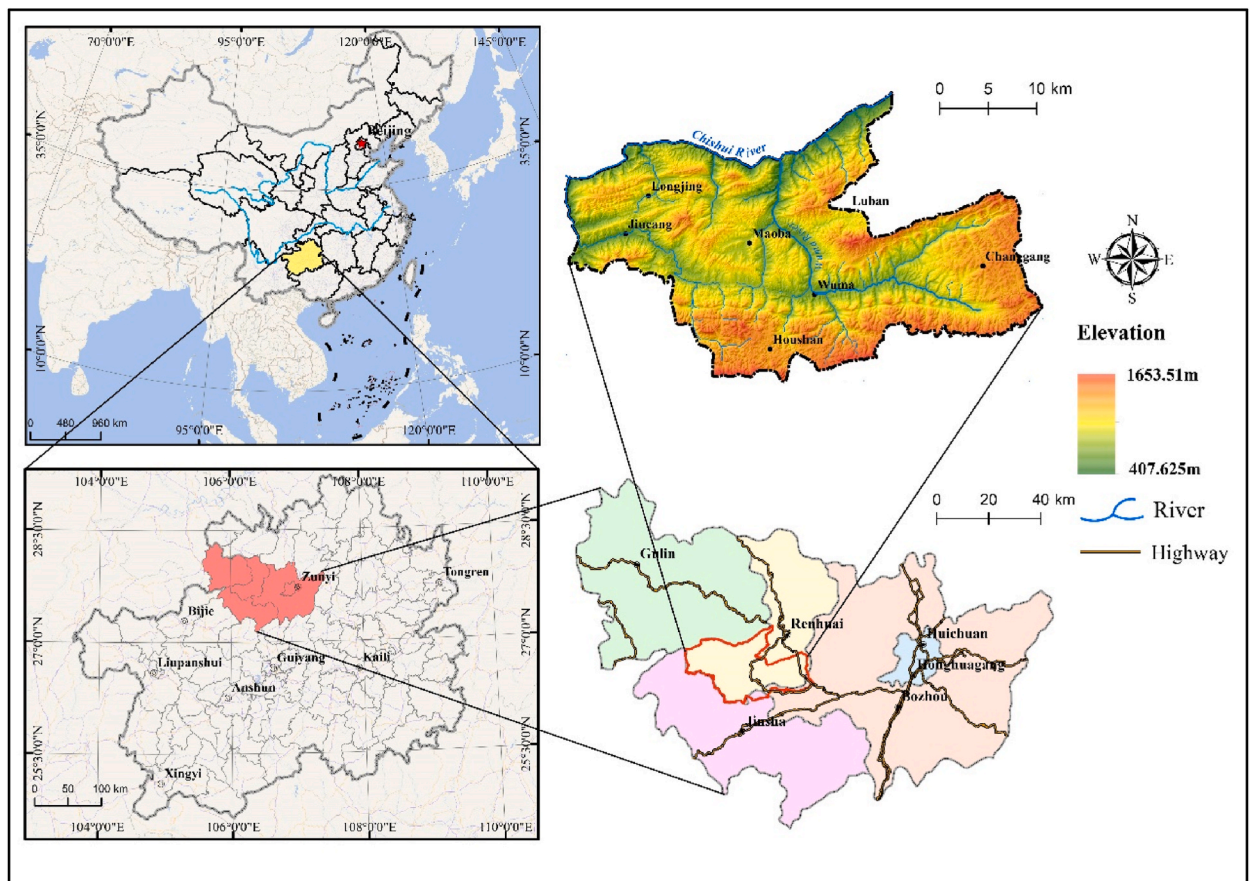 70°0'0"E
95°0'0"E
120°0'0"E
145°0'0"E
35°0'0"N
35°0'0"N
Beijing
10°0'0"N
10°0'0"N
0 480 960 km
95°0'0"E
120°0'0"E
0 5 10 km
Chishui River
Longjing
Luban
Jiucang
Maoba
Changgang
Wuma
Houshan
N
W E
S
Elevation
1653.51m
407.625m
River
Highway
104°0'0"E
106°0'0"E
108°0'0"E
110°0'0"E
28°30'0"N
28°30'0"N
Zunyi
Tongren
Bijie
27°0'0"N
27°0'0"N
Liupanshui
Guiyang
Kaili
Anshun
25°30'0"N
25°30'0"N
Xingyi
0 50 100 km
104°0'0"E
106°0'0"E
108°0'0"E
110°0'0"E
0 20 40 km
Gulin
Renhuai
Huichuan
Honghuagang
Bozhou
Jinsha